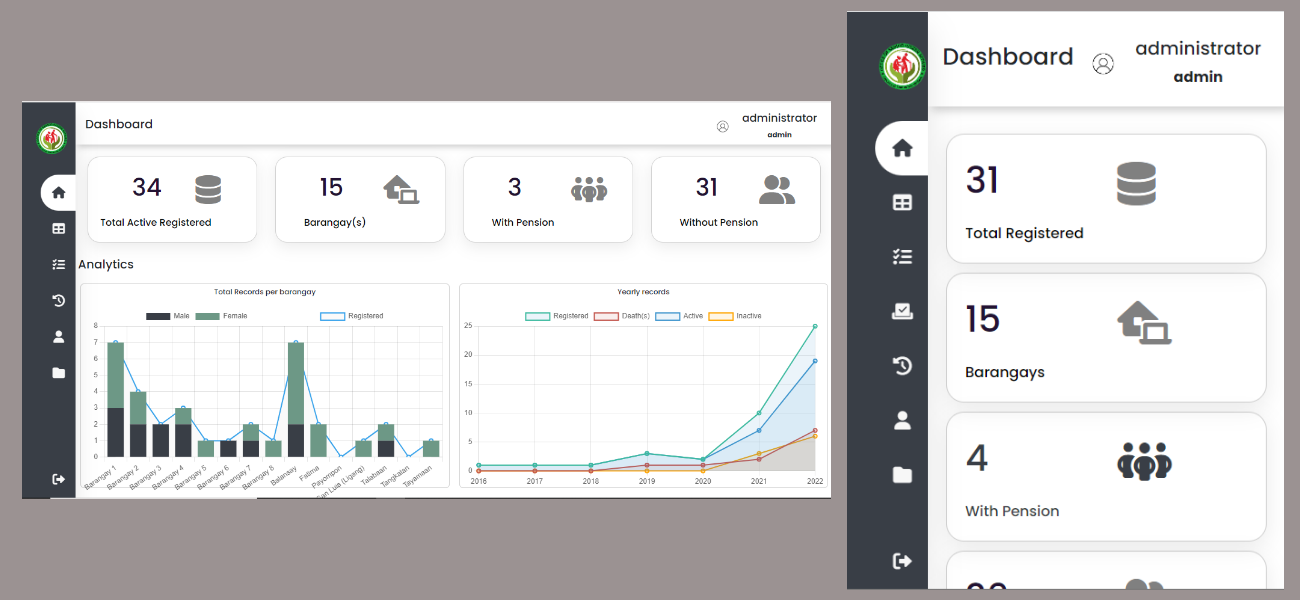 Dashboard
administrator
admin
34
Total Active Registered
15
Barangay(s)
3
With Pension
31
Without Pension
Analytics
Total Records per barangay
Male Female Registered
8
7
6
5
4
3
2
1
0
Barangay 1 Barangay 2 Barangay 3 Barangay 4 Barangay 5 Barangay 6 Barangay 7 Barangay 8 Balansay Fatima Payompon San Luis (Ligang) Talabaan Tangkalan Tayamaan
Yearly records
Registered Death(s) Active Inactive
25
20
15
10
5
0
2016 2017 2018 2019 2020 2021 2022
Dashboard
administrator
admin
31
Total Registered
15
Barangays
4
With Pension